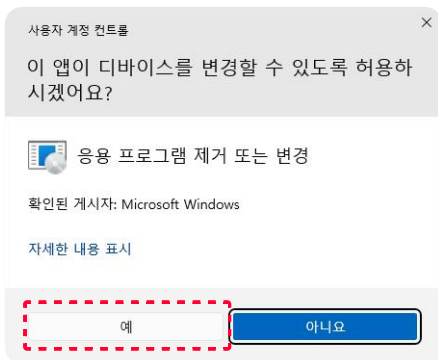 사용자 계정 컨트롤
이 앱이 디바이스를 변경할 수 있도록 허용하
시겠어요?
응용 프로그램 제거 또는 변경
확인된 게시자: Microsoft Windows
자세한 내용 표시
예
아니요